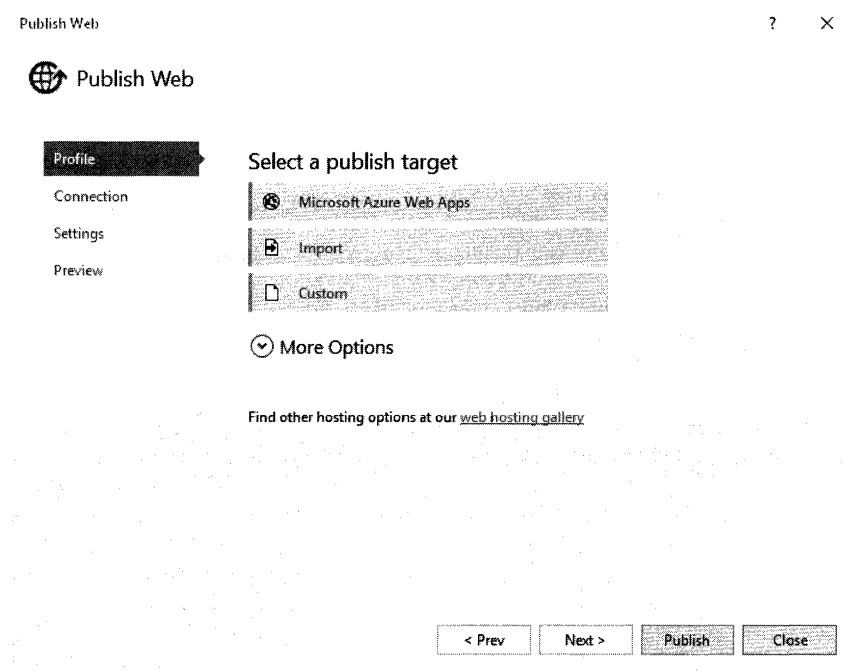 Publish Web
?
Publish Web
Profile
Connection
Settings
Preview
Select a publish target
Microsoft Azure Web Apps
Import
Custom
More Options
Find other hosting options at our web hosting gallery
< Prev
Next >
Publish
Close